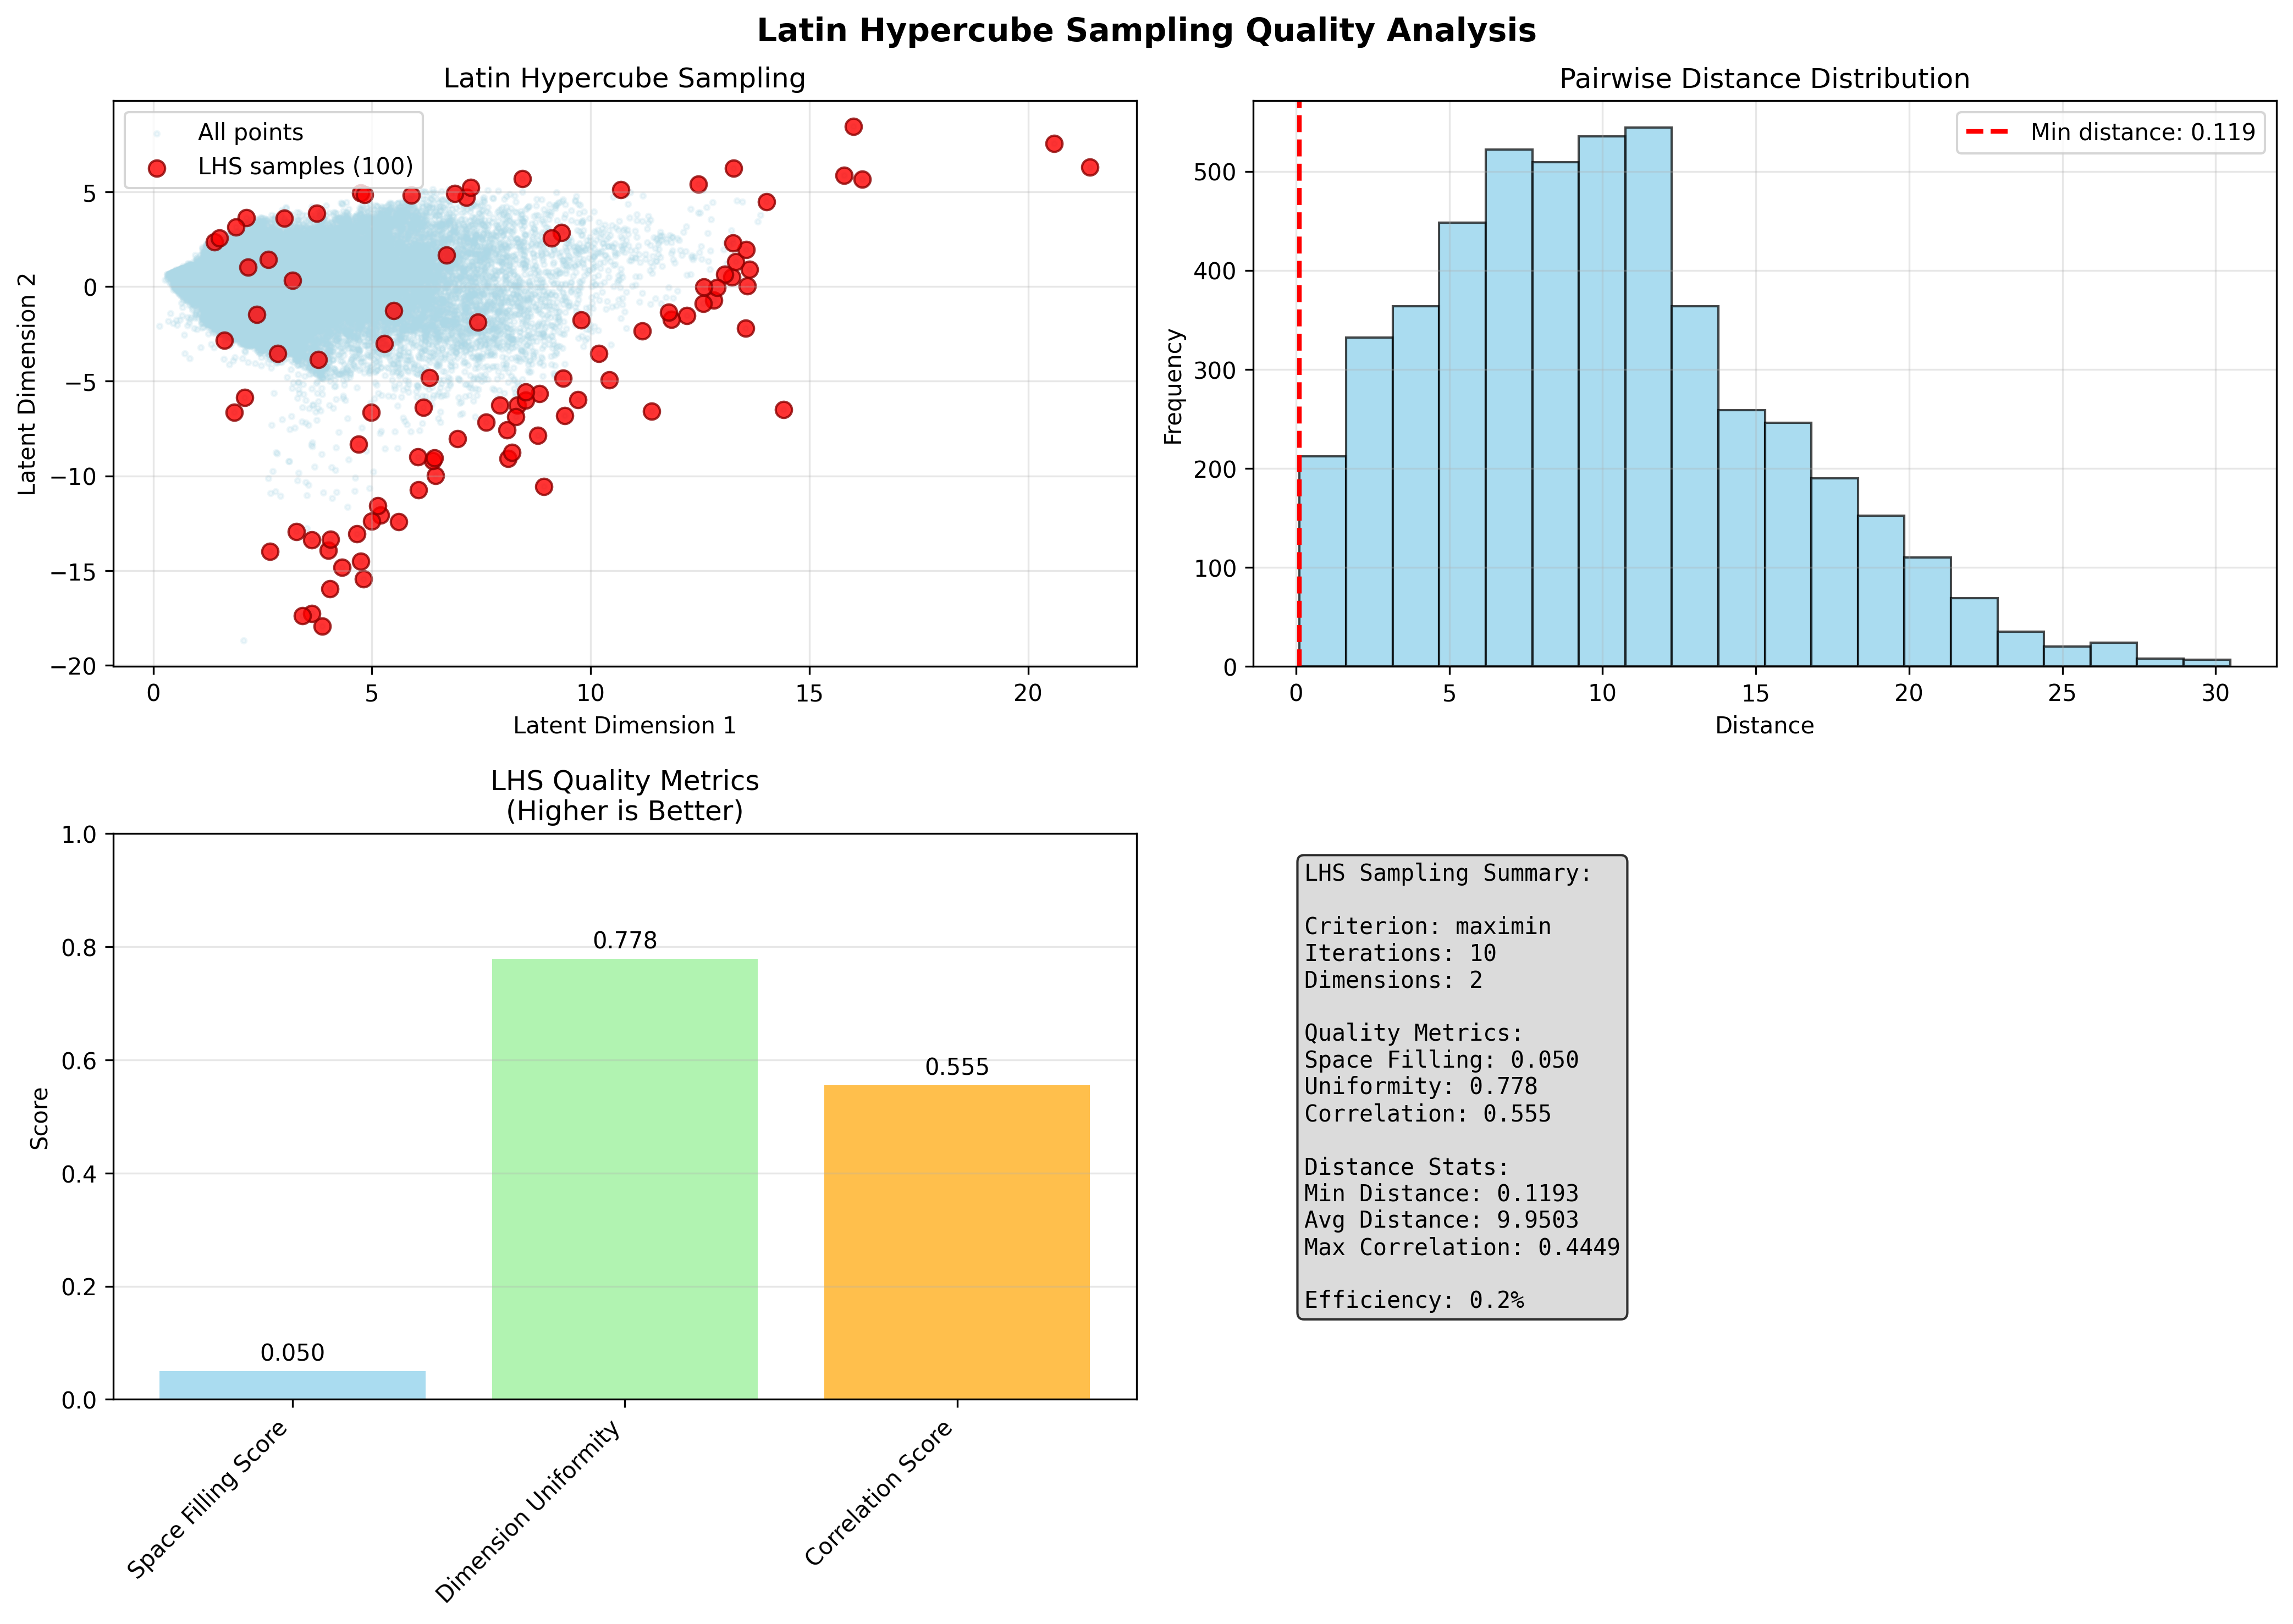 Latin Hypercube Sampling Quality Analysis
Latin Hypercube Sampling
All points
LHS samples (100)
5
0
−5
−10
−15
−20
Latent Dimension 2
0
5
10
15
20
Latent Dimension 1
Pairwise Distance Distribution
Min distance: 0.119
500
400
300
200
100
0
Frequency
0
5
10
15
20
25
30
Distance
LHS Quality Metrics
(Higher is Better)
1.0
0.8
0.6
0.4
0.2
0.0
Score
0.050
0.778
0.555
Space Filling Score
Dimension Uniformity
Correlation Score
LHS Sampling Summary:
Criterion: maximin
Iterations: 10
Dimensions: 2
Quality Metrics:
Space Filling: 0.050
Uniformity: 0.778
Correlation: 0.555
Distance Stats:
Min Distance: 0.1193
Avg Distance: 9.9503
Max Correlation: 0.4449
Efficiency: 0.2%